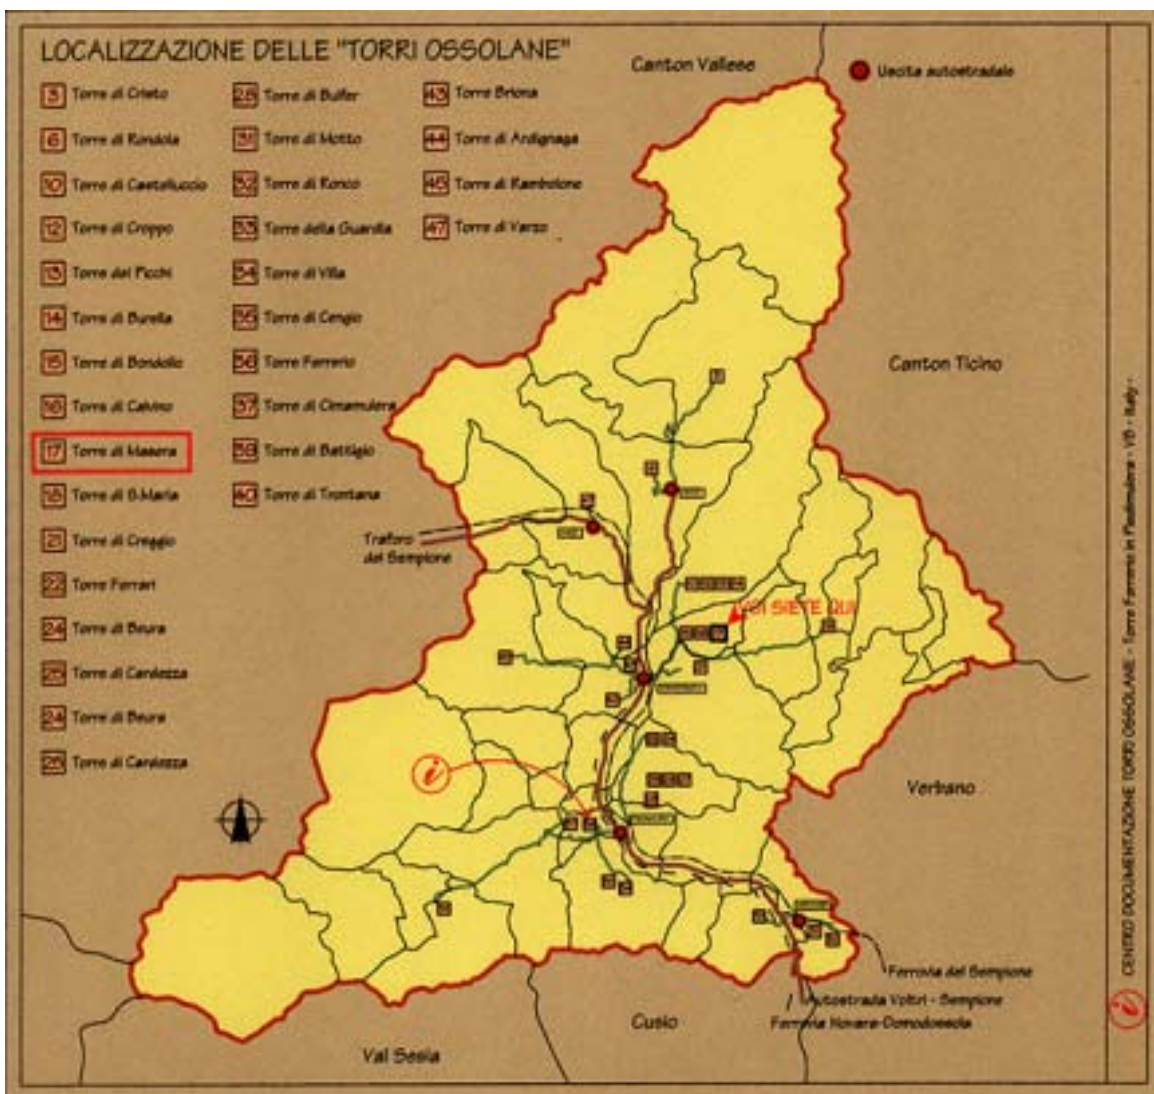 LOCALIZZAZIONE DELLE "TORRI OSSOLANE"
3 Torre di Cristo
6 Torre di Rondola
10 Torre di Castelluccio
12 Torre di Croppo
13 Torre dei Picchi
14 Torre di Burella
15 Torre di Bondolio
16 Torre di Calvino
17 Torre di Masera
18 Torre di S.Maria
21 Torre di Creggio
22 Torre Ferrari
24 Torre di Beura
25 Torre di Cardezza
24 Torre di Beura
25 Torre di Cardezza
28 Torre di Bulfer
31 Torre di Motto
32 Torre di Ronco
33 Torre della Guardia
34 Torre di Villa
35 Torre di Cengio
36 Torre Ferrerio
37 Torre di Cimamulera
39 Torre di Battigio
40 Torre di Trontana
43 Torre Briona
44 Torre di Ardignaga
45 Torre di Rambolone
47 Torre di Varzo
Canton Vallese
Uscita autostradale
Canton Ticino
Traforo
del Sempione
VOI SIETE QUI
i
Verbano
Ferrovia del Sempione
Autostrada Voltri - Sempione
Ferrovia Novara-Domodossola
Cusio
Val Sesia
CENTRO DOCUMENTAZIONE TORRI OSSOLANE - Torre Ferrerio in Piedimulera - VB - Italy -
i